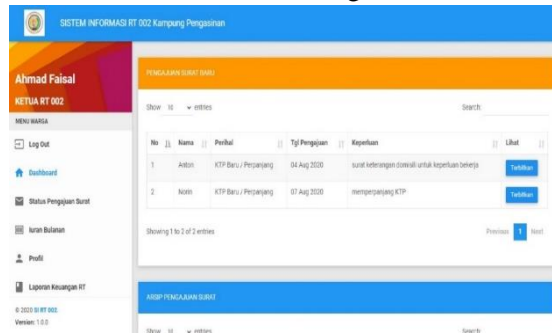 SISTEM INFORMASI RT 002 Kampung Pengasinan
Ahmad Faisal
KETUA RT 002
MENU WARGA
Log Out
Dashboard
Status Pengajuan Surat
Iuran Bulanan
Profil
Laporan Keuangan RT
© 2020 SI RT 002.
Version: 1.0.0
PENGAJUAN SURAT BARU
Show 10 entries Search:
No Nama Perihal Tgl Pengajuan Keperluan Lihat
1 Anton KTP Baru / Perpanjang 04 Aug 2020 surat keterangan domisili untuk keperluan bekerja Terbitkan
2 Norin KTP Baru / Perpanjang 07 Aug 2020 memperpanjang KTP Terbitkan
Showing 1 to 2 of 2 entries Previous 1 Next
ARSIP PENGAJUAN SURAT
Show 10 entries Search: